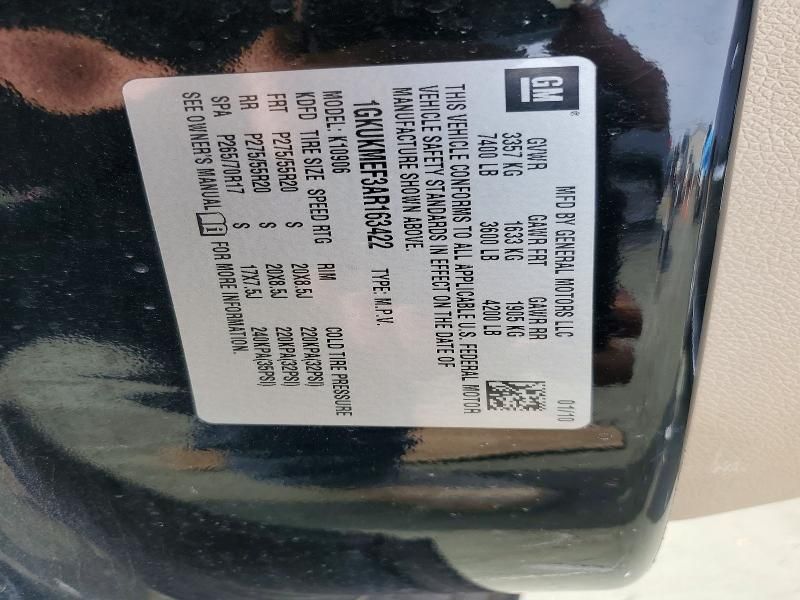 GM
®
MFD BY GENERAL MOTORS LLC
01/10
GVWR GAWR FRT GAWR RR
3357 KG 1633 KG 1905 KG
7400 LB 3600 LB 4200 LB
THIS VEHICLE CONFORMS TO ALL APPLICABLE U.S. FEDERAL MOTOR
VEHICLE SAFETY STANDARDS IN EFFECT ON THE DATE OF
MANUFACTURE SHOWN ABOVE.
1GKUKMEF3AR163422 TYPE: M.P.V.
MODEL: K10906
KDFD TIRE SIZE SPEED RTG RIM COLD TIRE PRESSURE
FRT P275/55R20 S 20X8.5J 220KPA(32PSI)
RR P275/55R20 S 20X8.5J 220KPA(32PSI)
SPA P265/70R17 S 17X7.5J 240KPA(35PSI)
SEE OWNER'S MANUAL FOR MORE INFORMATION.